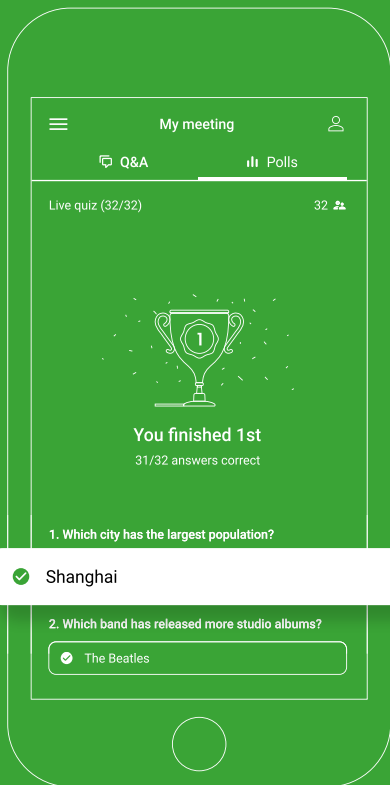 My meeting
Q&A
Polls
Live quiz (32/32)
32
1
You finished 1st
31/32 answers correct
1. Which city has the largest population?
Shanghai
2. Which band has released more studio albums?
The Beatles